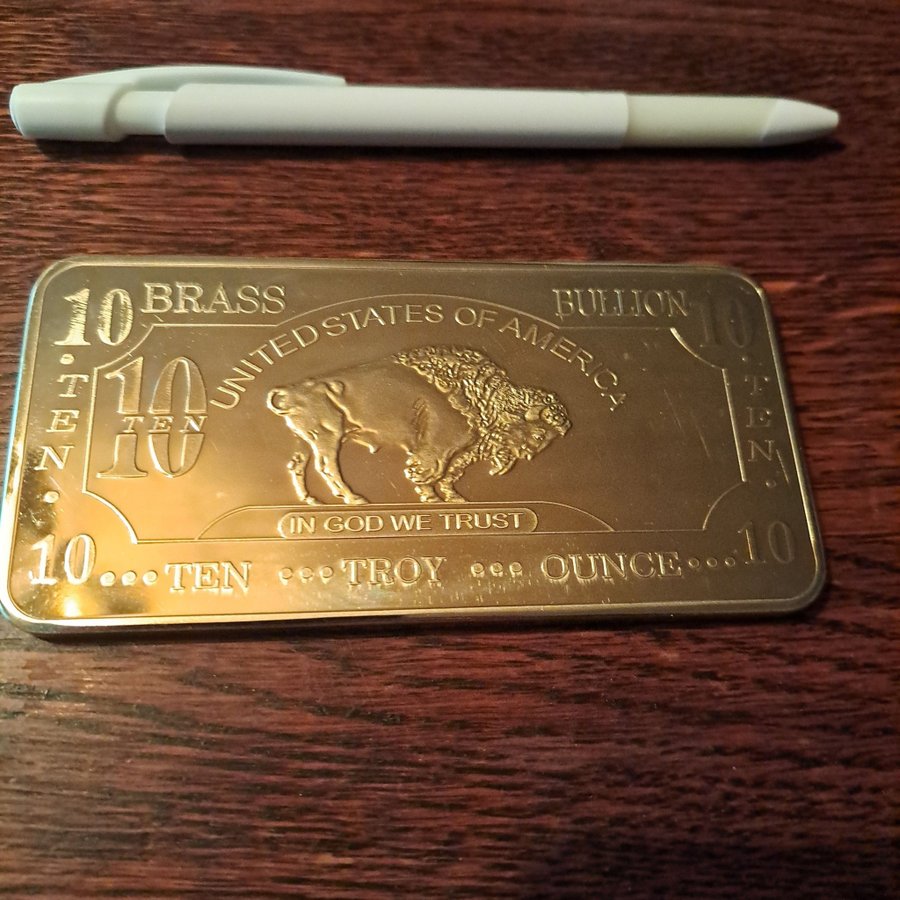 10 BRASS BULLION 10
UNITED STATES OF AMERICA
TEN
10
TEN
TEN
IN GOD WE TRUST
10...TEN ...TROY ... OUNCE...10